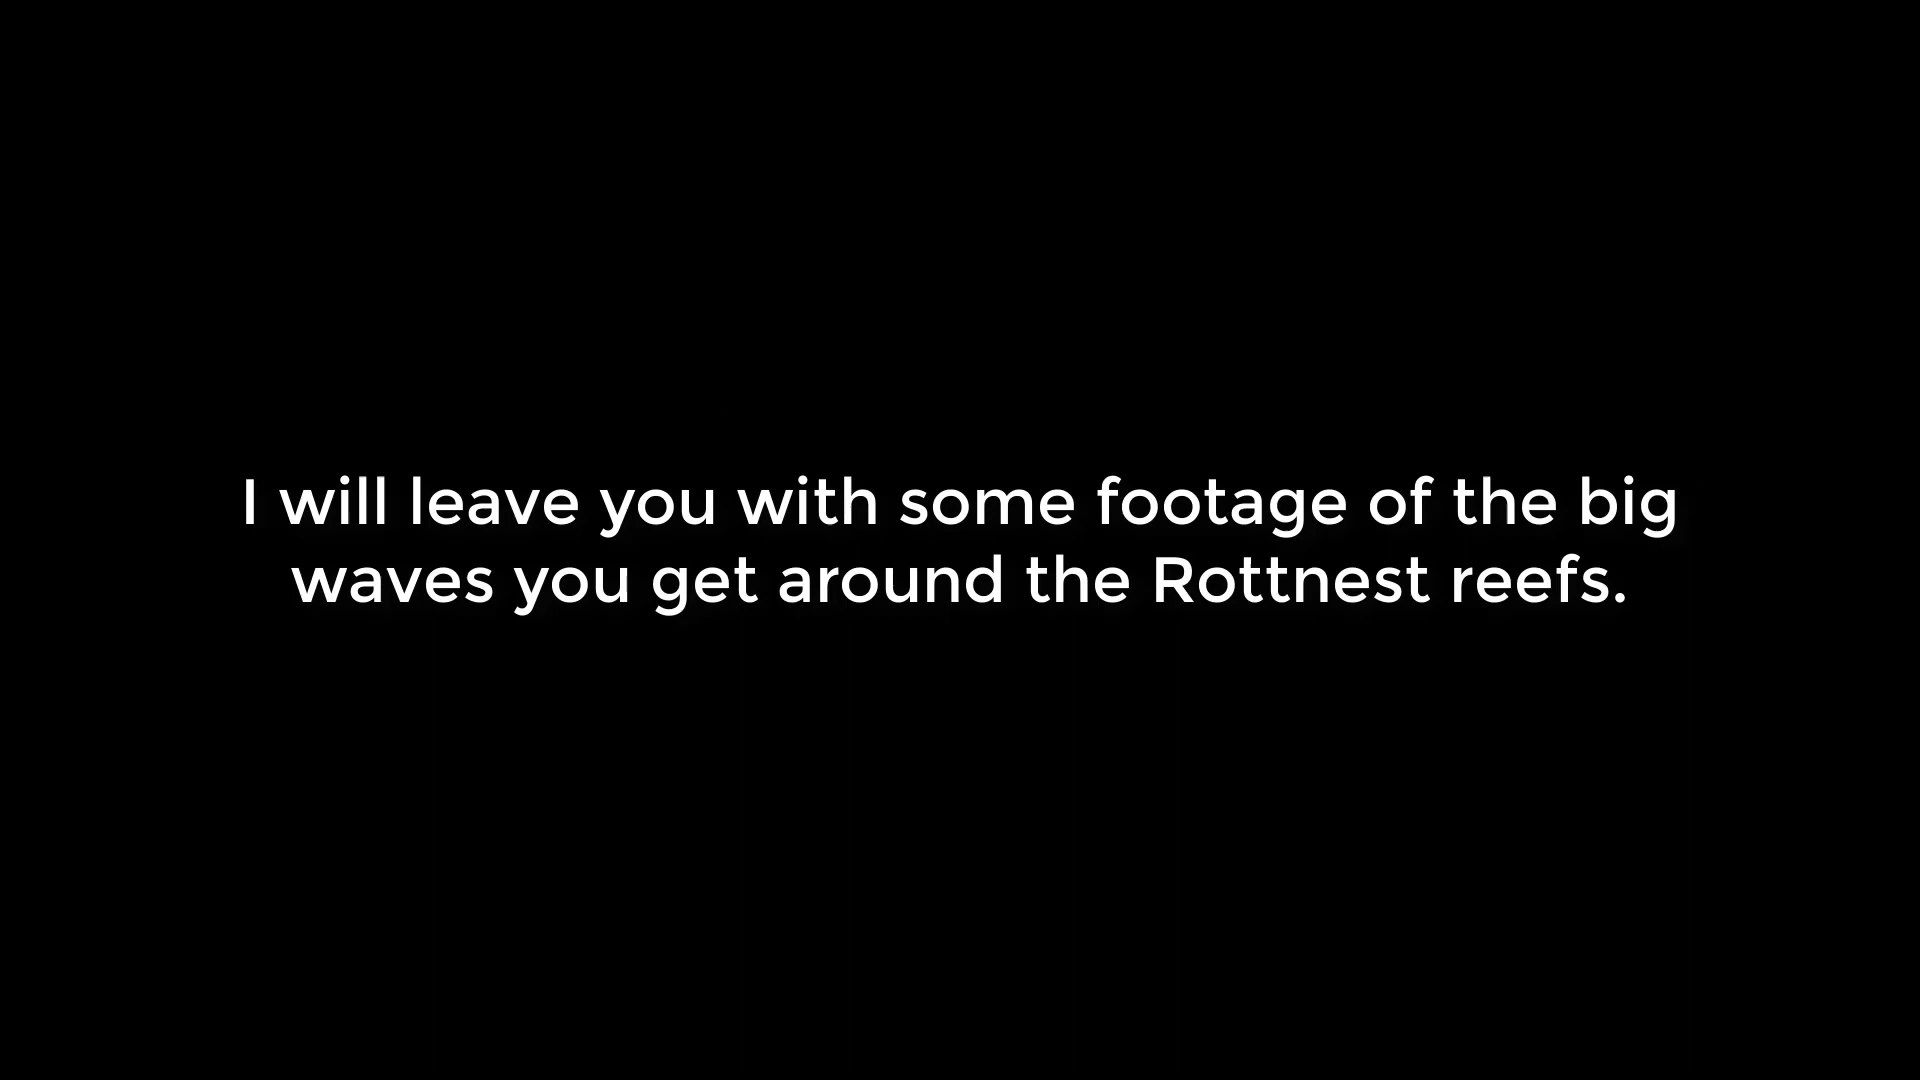 I will leave you with some footage of the big
waves you get around the Rottnest reefs.